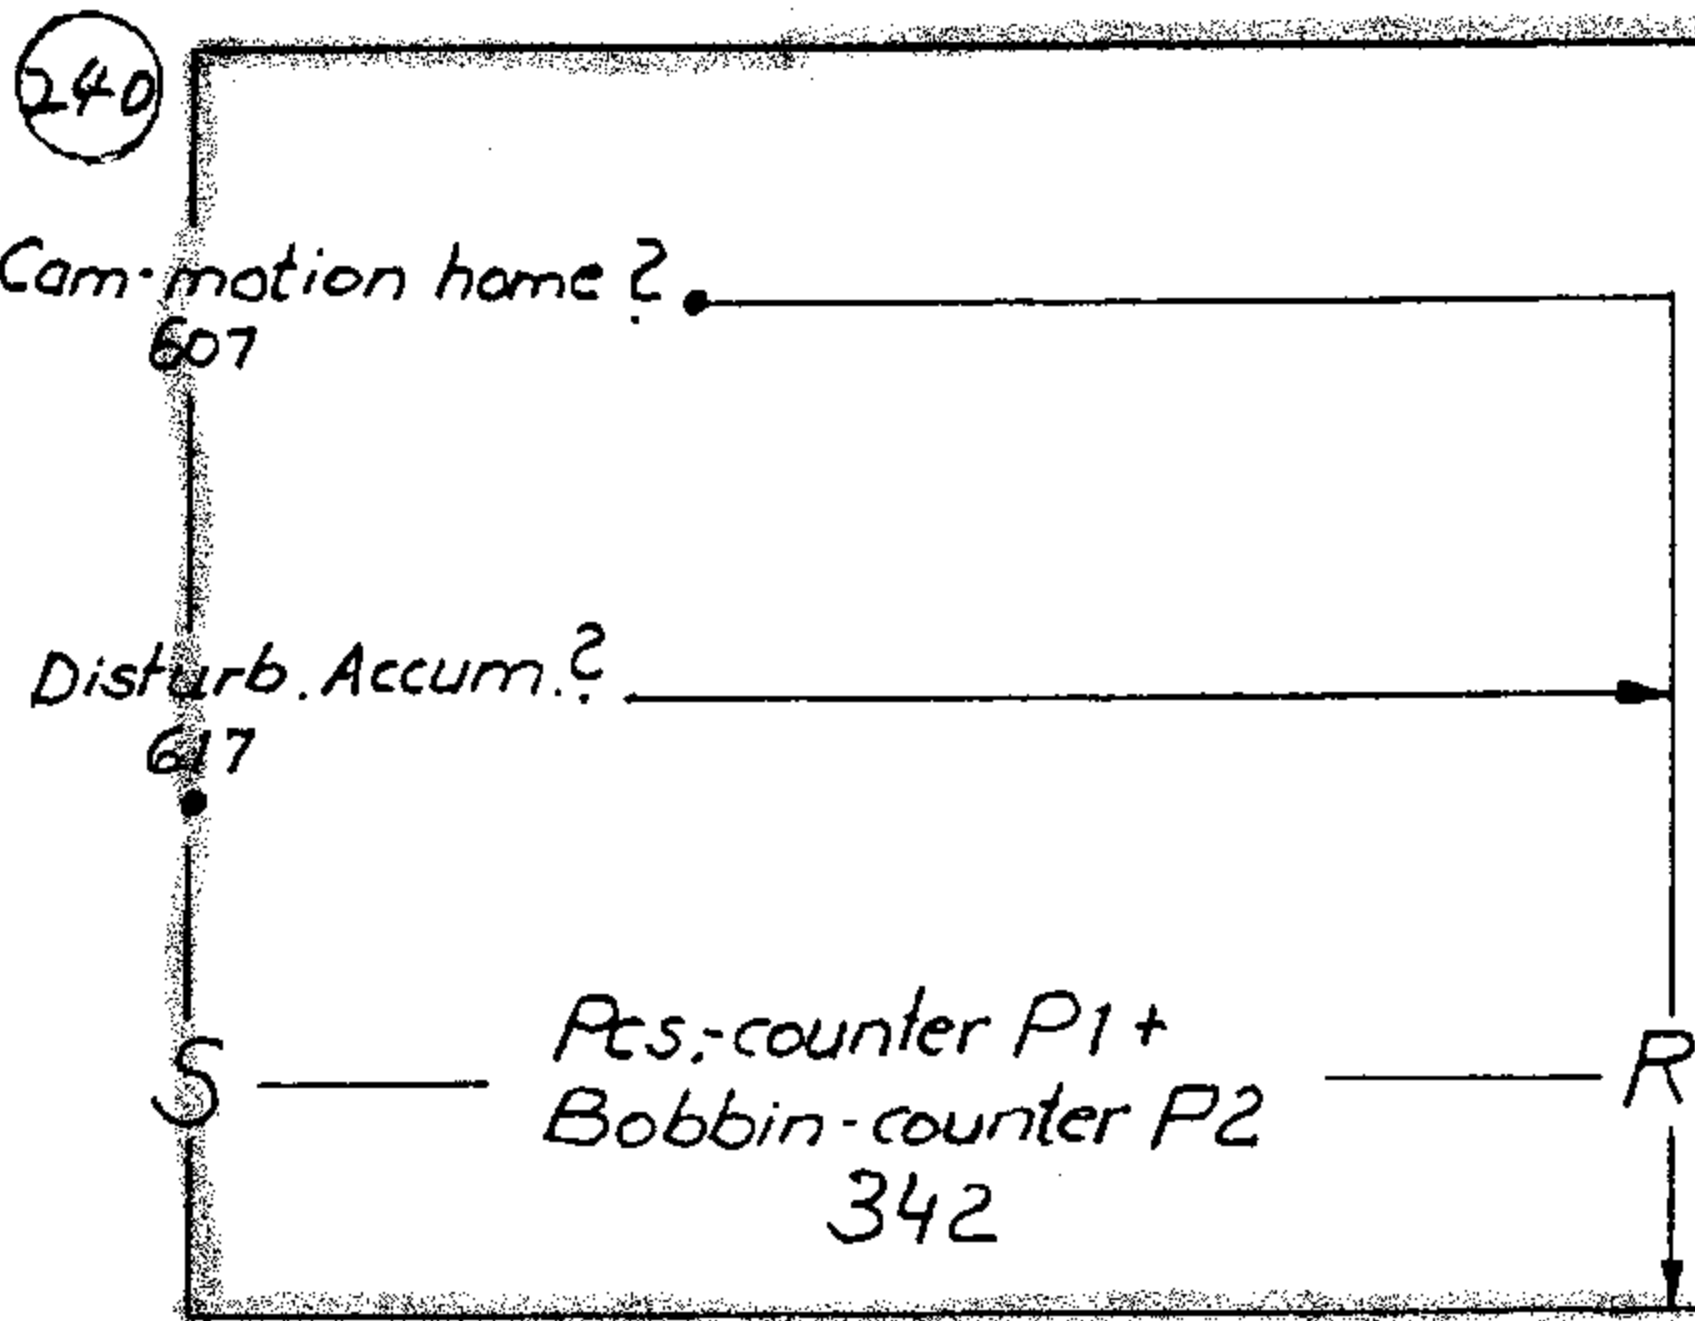 240
Cam-motion home?
607
Disturb. Accum.?
617
S
Pcs.-counter P1 +
Bobbin-counter P2
342
R